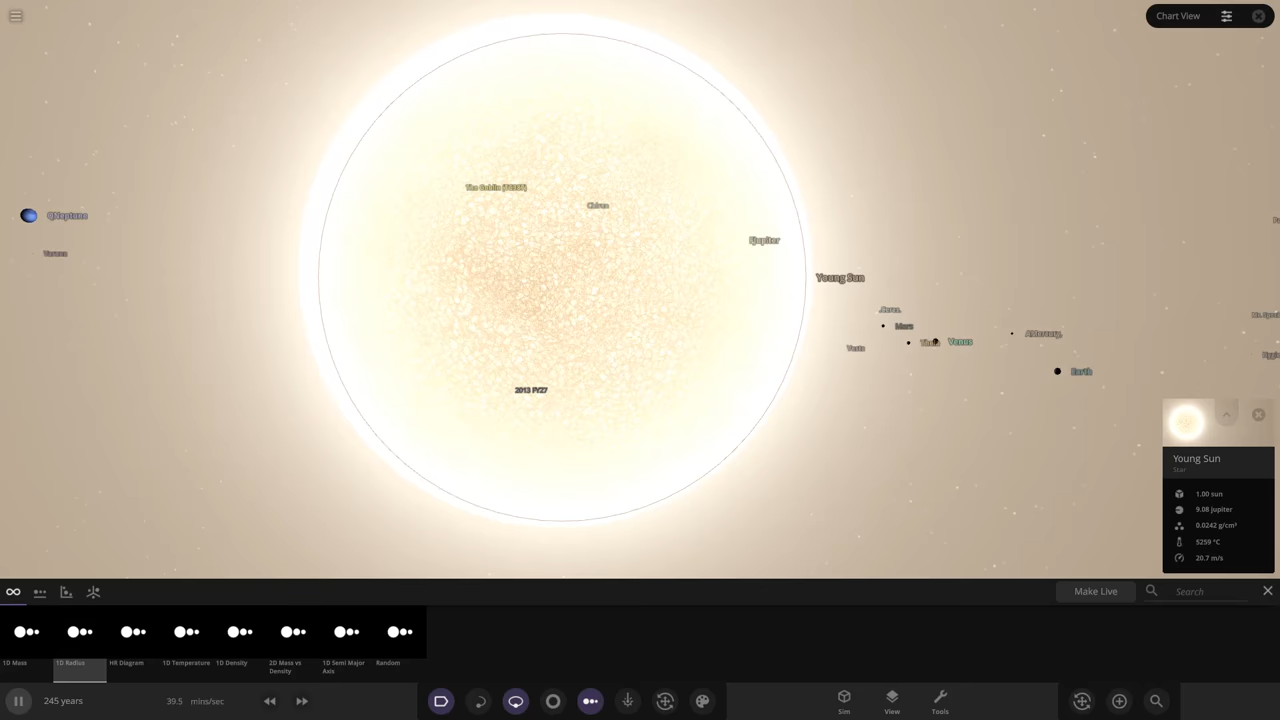 Chart View
The Goblin (TG387)
Chiron
Neptune
Jupiter
Varuna
Young Sun
Ceres
Mars
Mercury
Venus
Vesta
Earth
2013 FY27
Young Sun
Star
1.00 sun
9.08 jupiter
0.0242 g/cm³
5259 °C
20.7 m/s
Make Live
Search
1D Mass
1D Radius
HR Diagram
1D Temperature
1D Density
2D Mass vs
Density
1D Semi Major
Axis
Random
245 years
39.5 mins/sec
Sim
View
Tools